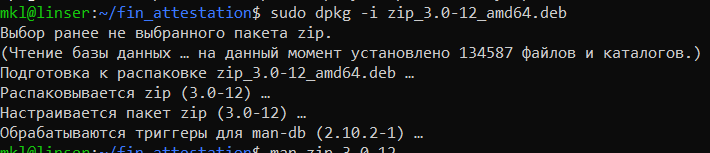 mkl@linser:~/fin_attestation$ sudo dpkg -i zip_3.0-12_amd64.deb
Выбор ранее не выбранного пакета zip.
(Чтение базы данных … на данный момент установлено 134587 файлов и каталогов.)
Подготовка к распаковке zip_3.0-12_amd64.deb …
Распаковывается zip (3.0-12) …
Настраивается пакет zip (3.0-12) …
Обрабатываются триггеры для man-db (2.10.2-1) …
mkl@linser:~/fin_attestation$ man zip_3.0-12